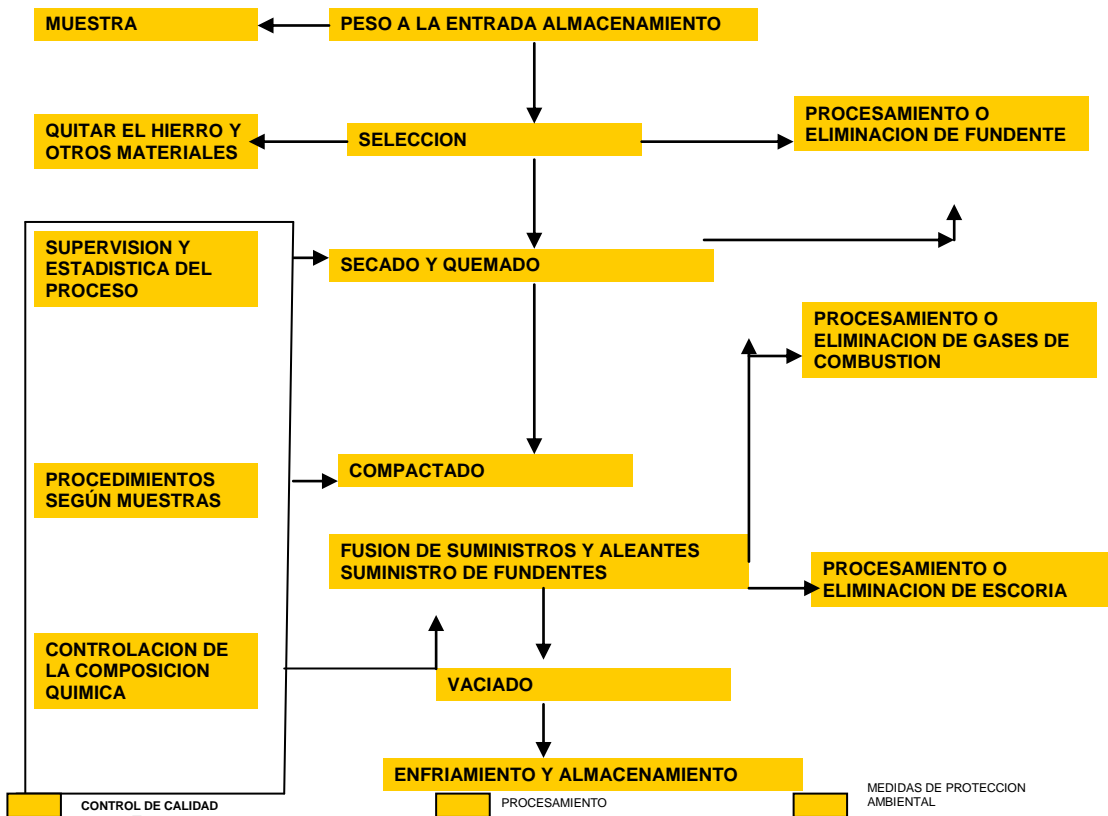 MUESTRA
PESO A LA ENTRADA ALMACENAMIENTO
QUITAR EL HIERRO Y
OTROS MATERIALES
SELECCION
PROCESAMIENTO O
ELIMINACION DE FUNDENTE
SUPERVISION Y
ESTADISTICA DEL
PROCESO
SECADO Y QUEMADO
PROCESAMIENTO O
ELIMINACION DE GASES DE
COMBUSTION
PROCEDIMIENTOS
SEGÚN MUESTRAS
COMPACTADO
FUSION DE SUMINISTROS Y ALEANTES
SUMINISTRO DE FUNDENTES
PROCESAMIENTO O
ELIMINACION DE ESCORIA
CONTROLACION DE
LA COMPOSICION
QUIMICA
VACIADO
ENFRIAMIENTO Y ALMACENAMIENTO
CONTROL DE CALIDAD
PROCESAMIENTO
MEDIDAS DE PROTECCION
AMBIENTAL